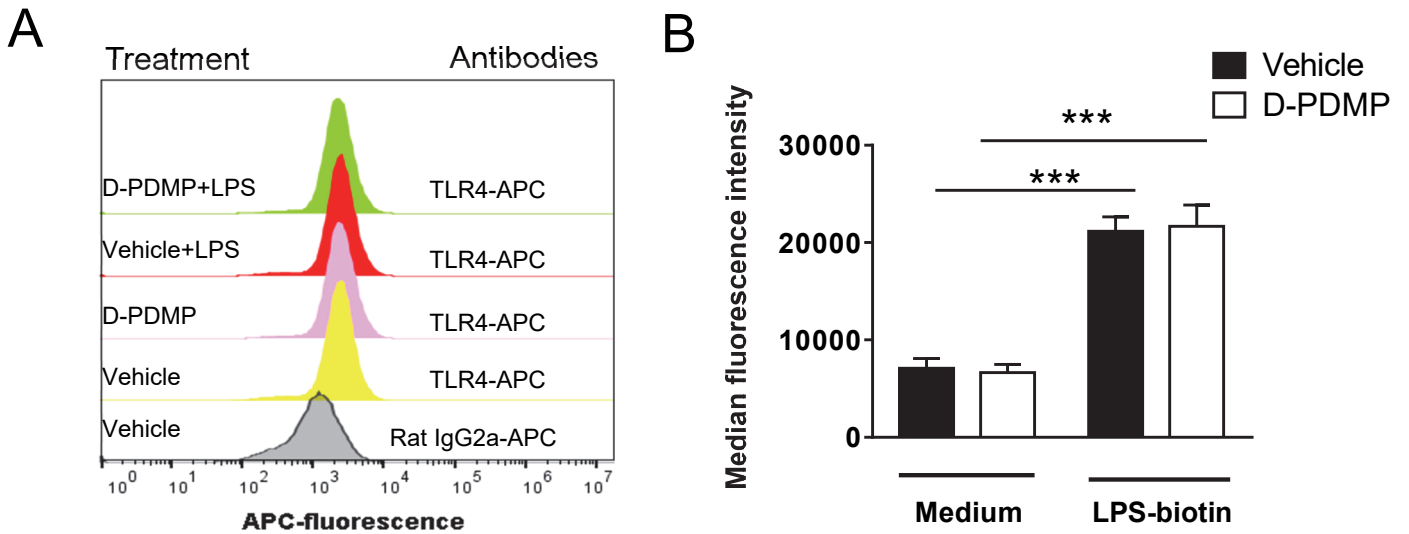 A
Treatment Antibodies
D-PDMP+LPS TLR4-APC
Vehicle+LPS TLR4-APC
D-PDMP TLR4-APC
Vehicle TLR4-APC
Vehicle Rat IgG2a-APC
10^0 10^1 10^2 10^3 10^4 10^5 10^6 10^7
APC-fluorescence
B
Vehicle
D-PDMP
Median fluorescence intensity
***
***
30000
20000
10000
0
Medium LPS-biotin